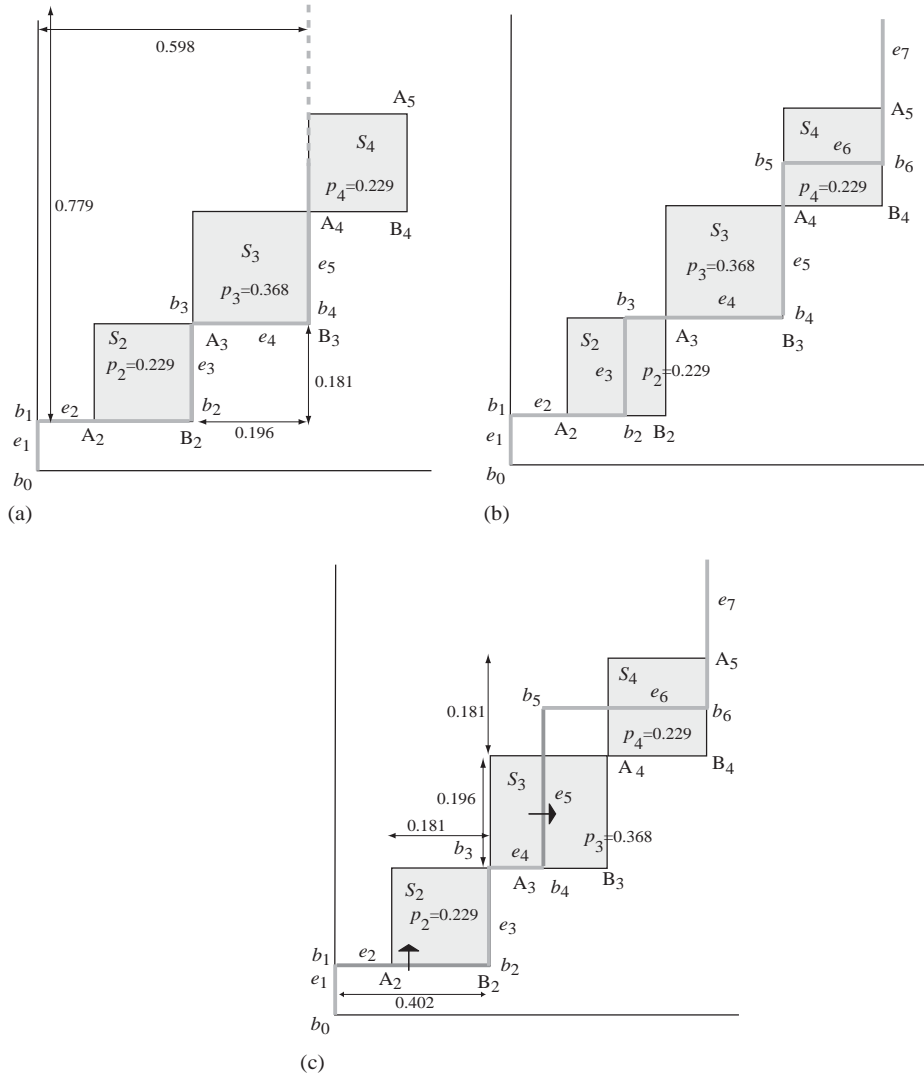 0.598
0.779
A5
S4
p4=0.229
A4
B4
S3
p3=0.368
e5
b3
b4
A3
e4
B3
S2
p2=0.229
e3
0.181
b1
e2
b2
A2
B2
0.196
e1
b0
(a)
e7
A5
S4
e6
b5
b6
p4=0.229
A4
B4
S3
p3=0.368
e5
b3
e4
b4
A3
B3
S2
e3
p2=0.229
b1
e2
A2
b2
B2
e1
b0
(b)
e7
A5
S4
e6
b5
b6
0.181
p4=0.229
A4
B4
S3
e5
0.196
0.181
p3=0.368
b3
e4
A3
b4
B3
S2
p2=0.229
e3
b1
e2
b2
A2
B2
e1
0.402
b0
(c)